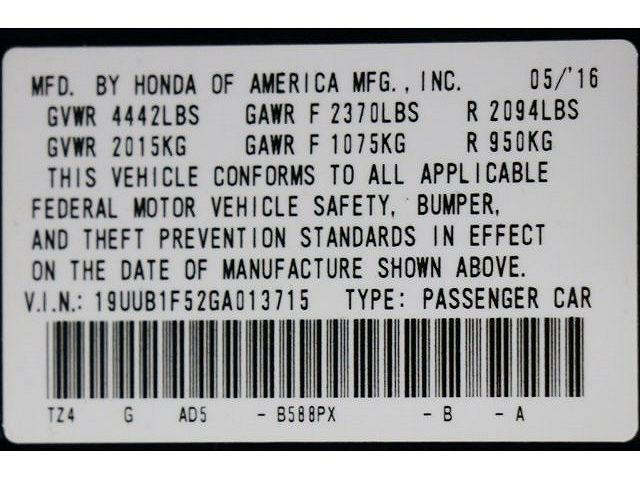 MFD. BY HONDA OF AMERICA MFG., INC. 05/'16
GVWR 4442LBS GAWR F 2370LBS R 2094LBS
GVWR 2015KG GAWR F 1075KG R 950KG
THIS VEHICLE CONFORMS TO ALL APPLICABLE
FEDERAL MOTOR VEHICLE SAFETY, BUMPER,
AND THEFT PREVENTION STANDARDS IN EFFECT
ON THE DATE OF MANUFACTURE SHOWN ABOVE.
V.I.N.: 19UUB1F52GA013715 TYPE: PASSENGER CAR
TZ4 G AD5 - B588PX - B - A